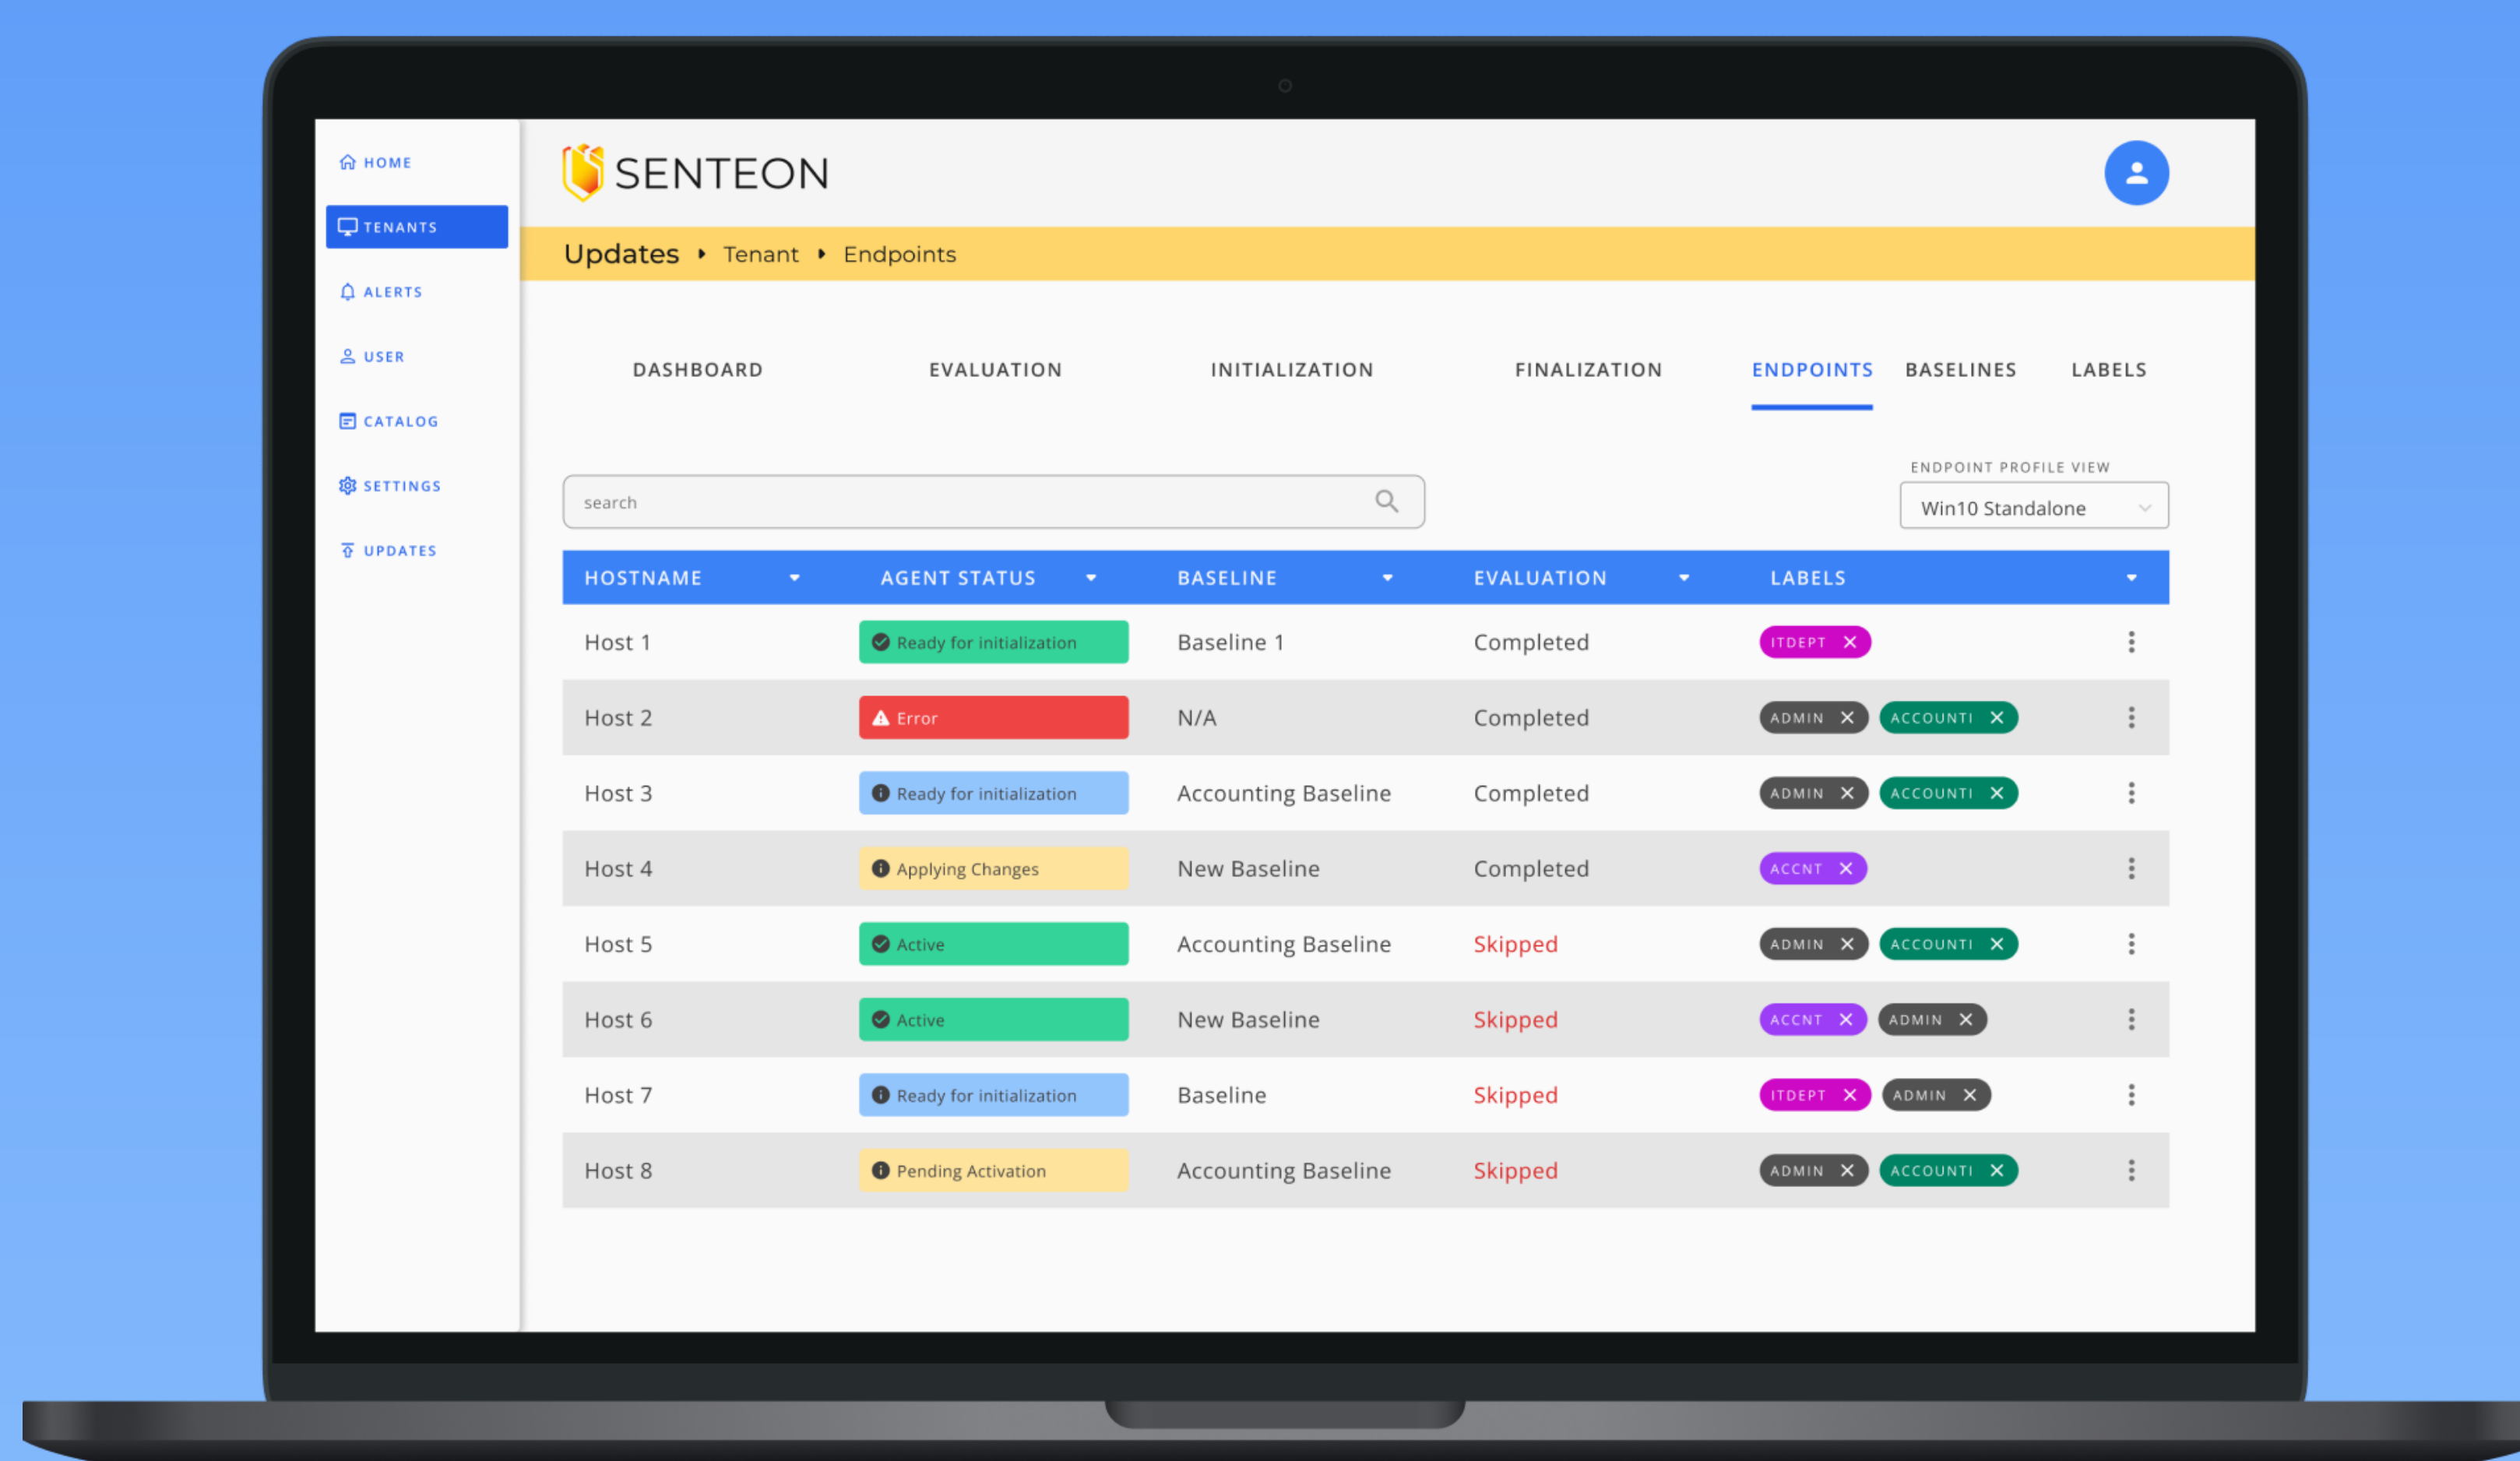 HOME
TENANTS
ALERTS
USER
CATALOG
SETTINGS
UPDATES
SENTEON
Updates Tenant Endpoints
DASHBOARD EVALUATION INITIALIZATION FINALIZATION ENDPOINTS BASELINES LABELS
ENDPOINT PROFILE VIEW
search Win10 Standalone
HOSTNAME AGENT STATUS BASELINE EVALUATION LABELS
Host 1 Ready for initialization Baseline 1 Completed ITDEPT
Host 2 Error N/A Completed ADMIN ACCOUNTI
Host 3 Ready for initialization Accounting Baseline Completed ADMIN ACCOUNTI
Host 4 Applying Changes New Baseline Completed ACCNT
Host 5 Active Accounting Baseline Skipped ADMIN ACCOUNTI
Host 6 Active New Baseline Skipped ACCNT ADMIN
Host 7 Ready for initialization Baseline Skipped ITDEPT ADMIN
Host 8 Pending Activation Accounting Baseline Skipped ADMIN ACCOUNTI